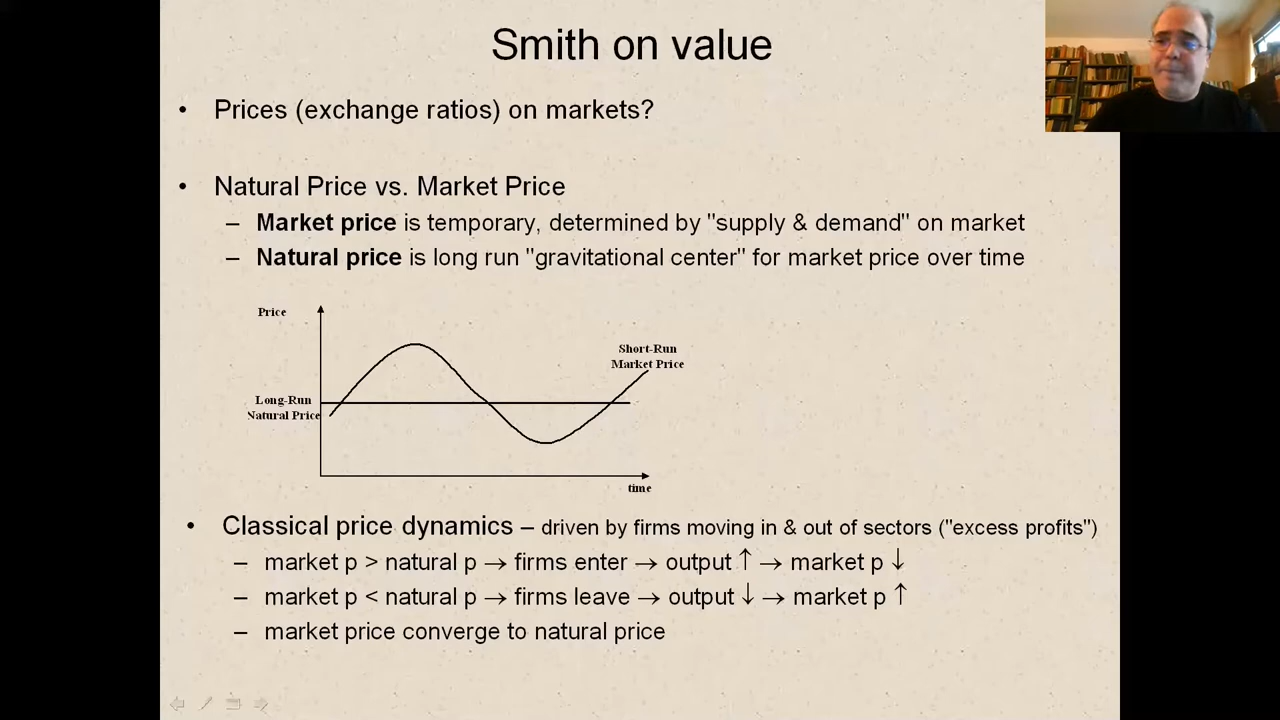 Smith on value
• Prices (exchange ratios) on markets?
• Natural Price vs. Market Price
– Market price is temporary, determined by "supply & demand" on market
– Natural price is long run "gravitational center" for market price over time
Price
Short-Run
Market Price
Long-Run
Natural Price
time
• Classical price dynamics – driven by firms moving in & out of sectors ("excess profits")
– market p > natural p → firms enter → output ↑ → market p ↓
– market p < natural p → firms leave → output ↓ → market p ↑
– market price converge to natural price